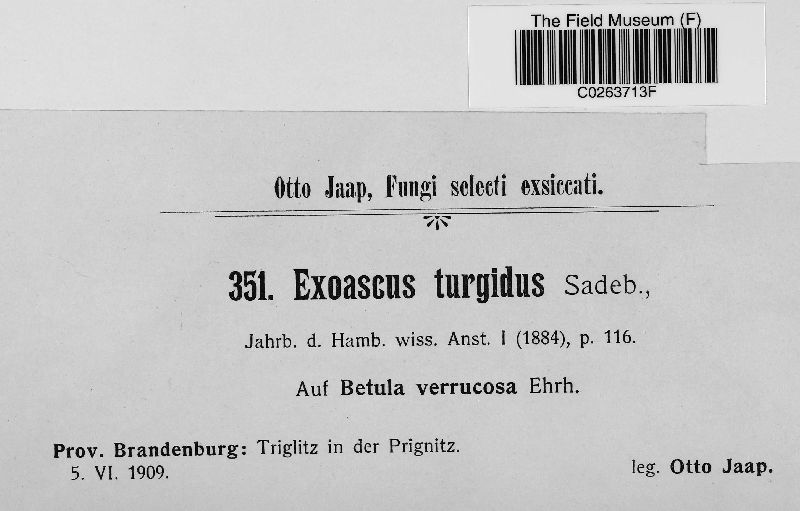 The Field Museum (F)
C0263713F
Otto Jaap, Fungi selecti exsiccati.
351. Exoascus turgidus Sadeb.,
Jahrb. d. Hamb. wiss. Anst. I (1884), p. 116.
Auf Betula verrucosa Ehrh.
Prov. Brandenburg: Triglitz in der Prignitz.
5. VI. 1909.
leg. Otto Jaap.